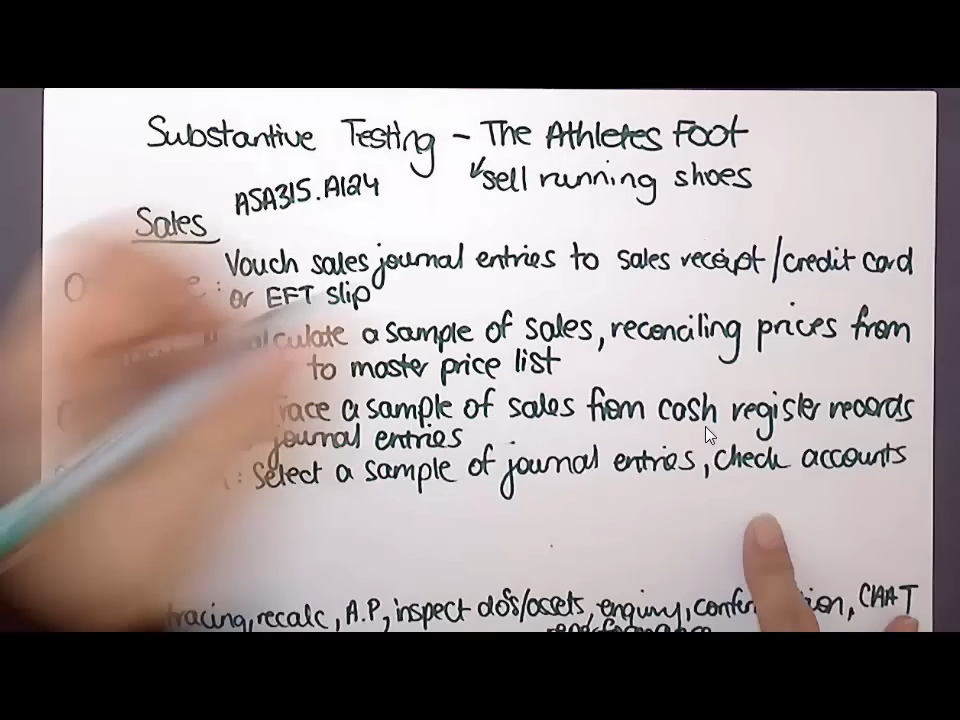 Substantive Testing - The Athletes Foot
sell running shoes
ASA315.A124
Sales
: Vouch sales journal entries to sales receipt/credit card
or EFT slip
a sample of sales, reconciling prices from
to master price list
a sample of sales from cash register records
journal entries
: Select a sample of journal entries, check accounts
tracing, recalc, A.P, inspect docs/assets, enquiry, CAAT
reperformance